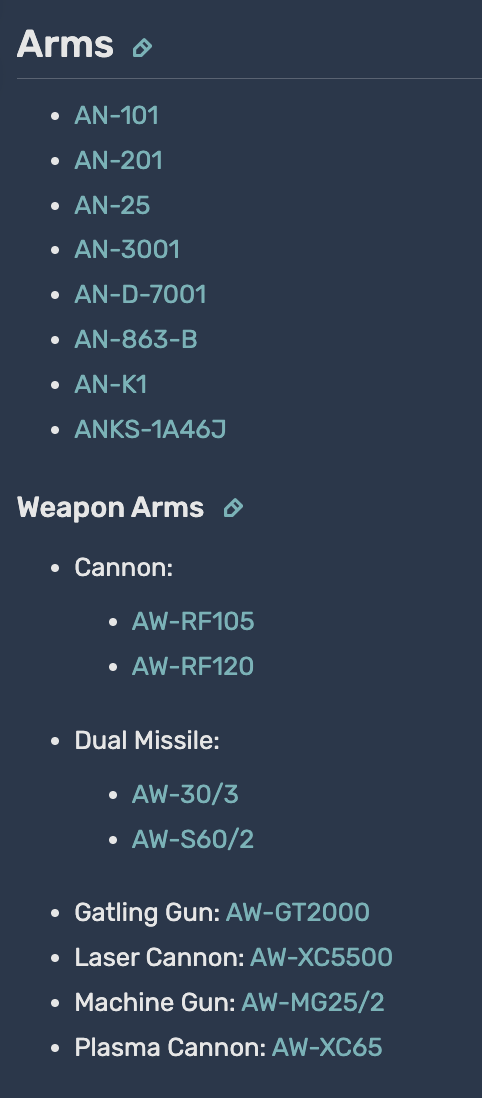 Arms
AN-101
AN-201
AN-25
AN-3001
AN-D-7001
AN-863-B
AN-K1
ANKS-1A46J
Weapon Arms
Cannon:
AW-RF105
AW-RF120
Dual Missile:
AW-30/3
AW-S60/2
Gatling Gun: AW-GT2000
Laser Cannon: AW-XC5500
Machine Gun: AW-MG25/2
Plasma Cannon: AW-XC65